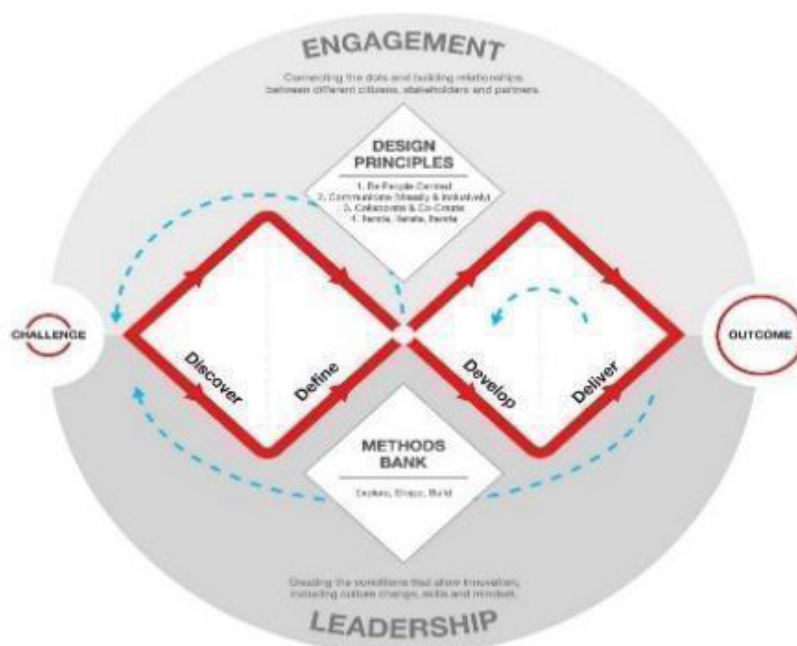 ENGAGEMENT
Connecting the dots and building relationships
between different citizens, stakeholders and partners.
DESIGN
PRINCIPLES
1. Be People Centred
2. Communicate (Visually & Inclusively)
3. Collaborate & Co-Create
4. Iterate, Iterate, Iterate
CHALLENGE
OUTCOME
Discover
Define
Develop
Deliver
METHODS
BANK
Explore, Shape, Build
Creating the conditions that allow innovation,
including culture change, skills and mindset.
LEADERSHIP